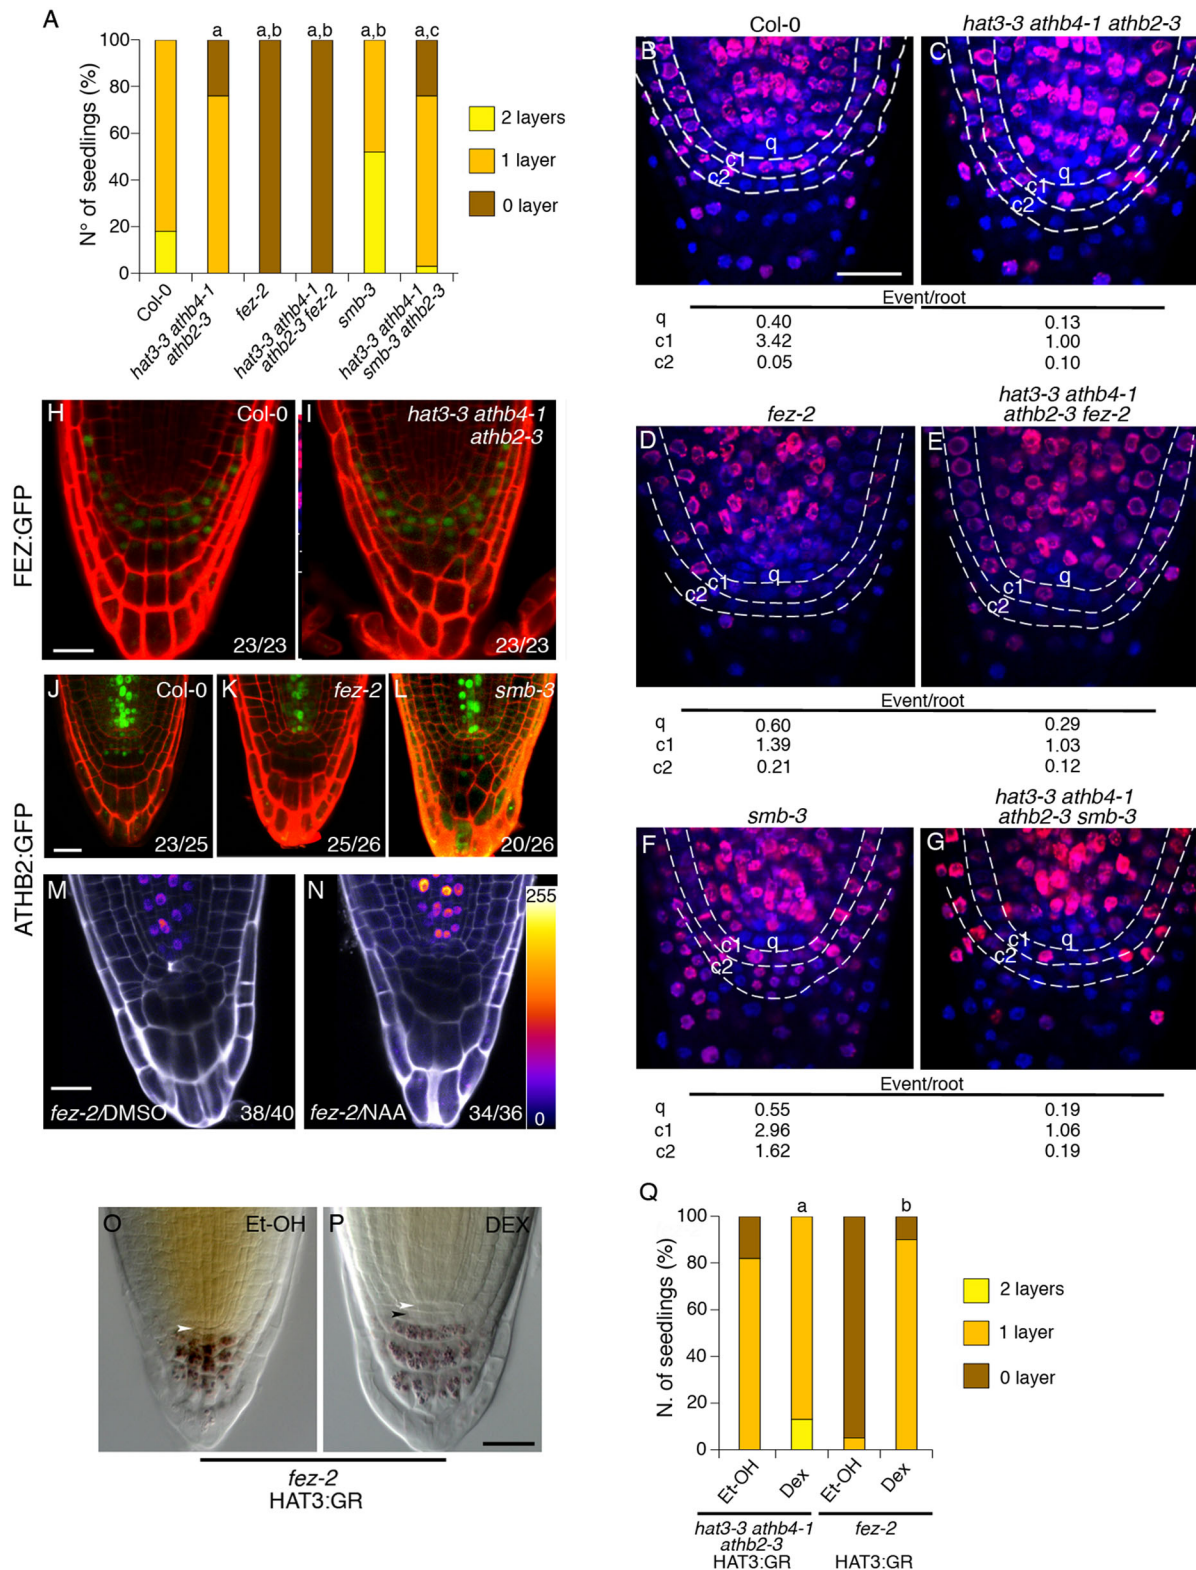 A
a
a,b
a,b
a,b
a,c
100
80
60
40
20
0
N° of seedlings (%)
2 layers
1 layer
0 layer
Col-0
hat3-3 athb4-1
athb2-3
fez-2
hat3-3 athb4-1
athb2-3 fez-2
smb-3
hat3-3 athb4-1
smb-3 athb2-3
Col-0
hat3-3 athb4-1 athb2-3
B
q
c1
c2
C
q
c1
c2
Event/root
q 0.40 0.13
c1 3.42 1.00
c2 0.05 0.10
fez-2
hat3-3 athb4-1
athb2-3 fez-2
D
q
c1
c2
E
q
c1
c2
Event/root
q 0.60 0.29
c1 1.39 1.03
c2 0.21 0.12
smb-3
hat3-3 athb4-1
athb2-3 smb-3
F
q
c1
c2
G
q
c1
c2
Event/root
q 0.55 0.19
c1 2.96 1.06
c2 1.62 0.19
FEZ:GFP
H
Col-0
23/23
I
hat3-3 athb4-1
athb2-3
23/23
ATHB2:GFP
J
Col-0
23/25
K
fez-2
25/26
L
smb-3
20/26
M
fez-2/DMSO
38/40
N
fez-2/NAA
34/36
255
0
O
Et-OH
P
DEX
fez-2
HAT3:GR
Q
a
b
100
80
60
40
20
0
N. of seedlings (%)
2 layers
1 layer
0 layer
Et-OH
Dex
Et-OH
Dex
hat3-3 athb4-1
athb2-3
HAT3:GR
fez-2
HAT3:GR